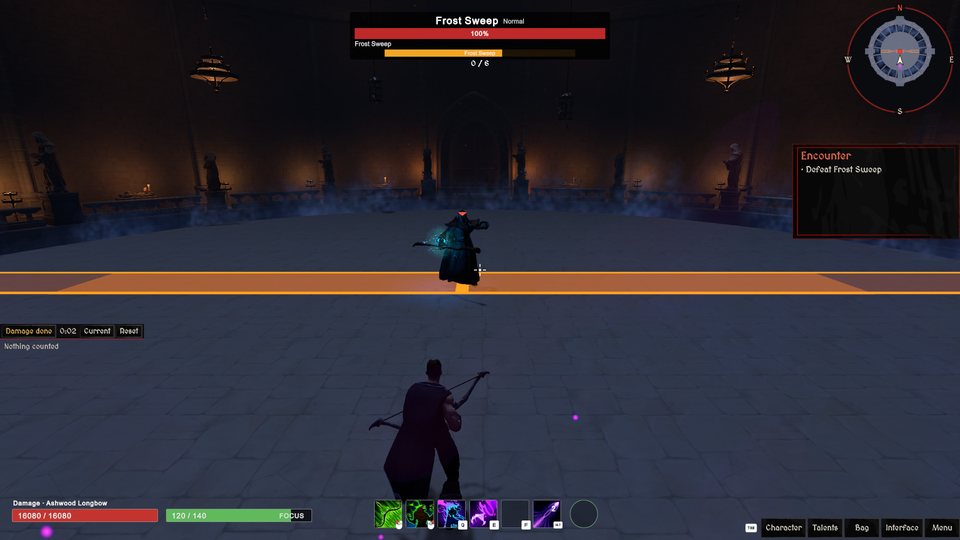 Frost Sweep Normal
100%
Frost Sweep
Frost Sweep
0 / 6
N
W
E
S
Encounter
• Defeat Frost Sweep
Damage done 0:02 Current Reset
Nothing counted
Damage - Ashwood Longbow
16080 / 16080
120 / 140 FOCUS
Q
E
F
Character
Talents
Bag
Interface
Menu